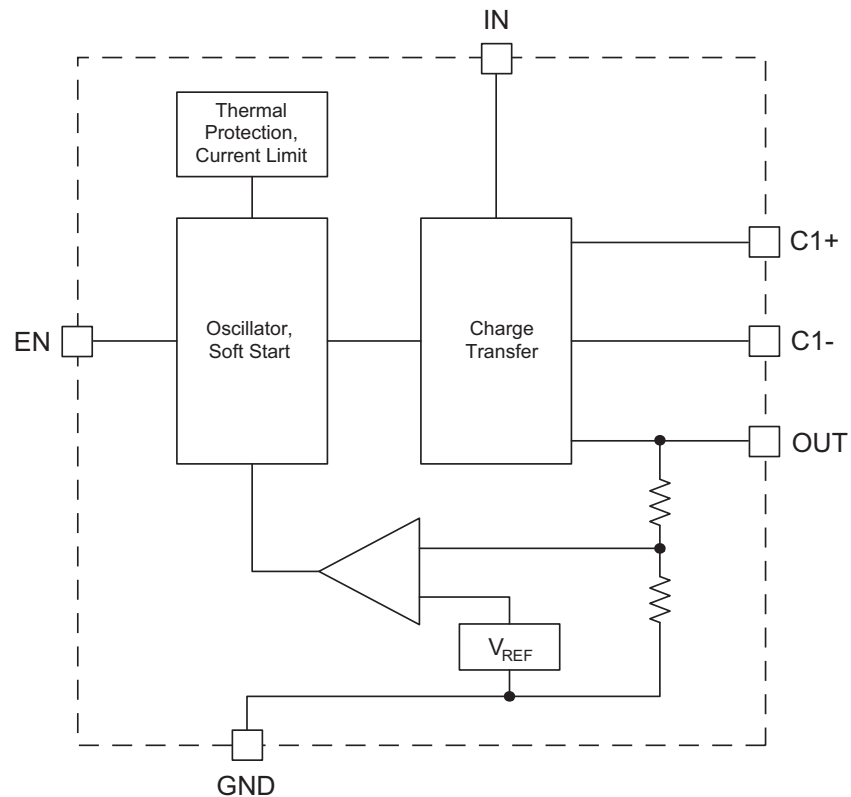 IN
Thermal
Protection,
Current Limit
C1+
EN
Oscillator,
Soft Start
Charge
Transfer
C1-
OUT
VREF
GND